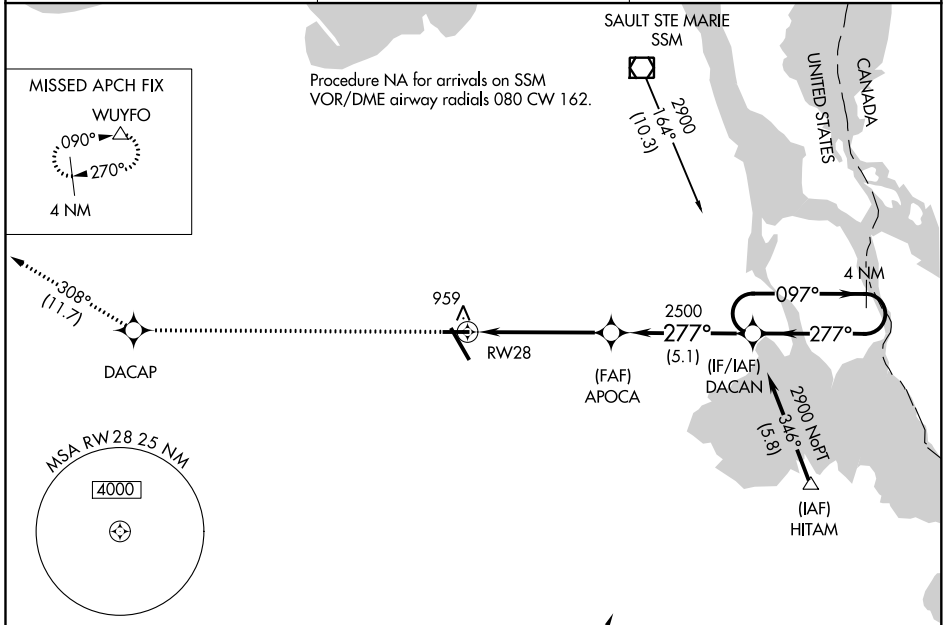 SAULT STE MARIE
SSM
MISSED APCH FIX
WUYFO
090°
270°
4 NM
Procedure NA for arrivals on SSM
VOR/DME airway radials 080 CW 162.
2900
164°
(10.3)
CANADA
UNITED STATES
308°
(11.7)
DACAP
959
RW28
(FAF)
APOCA
2500
277°
(5.1)
(IF/IAF)
DACAN
4 NM
097°
277°
2900 NoPT
346°
(5.8)
(IAF)
HITAM
MSA RW28 25 NM
4000